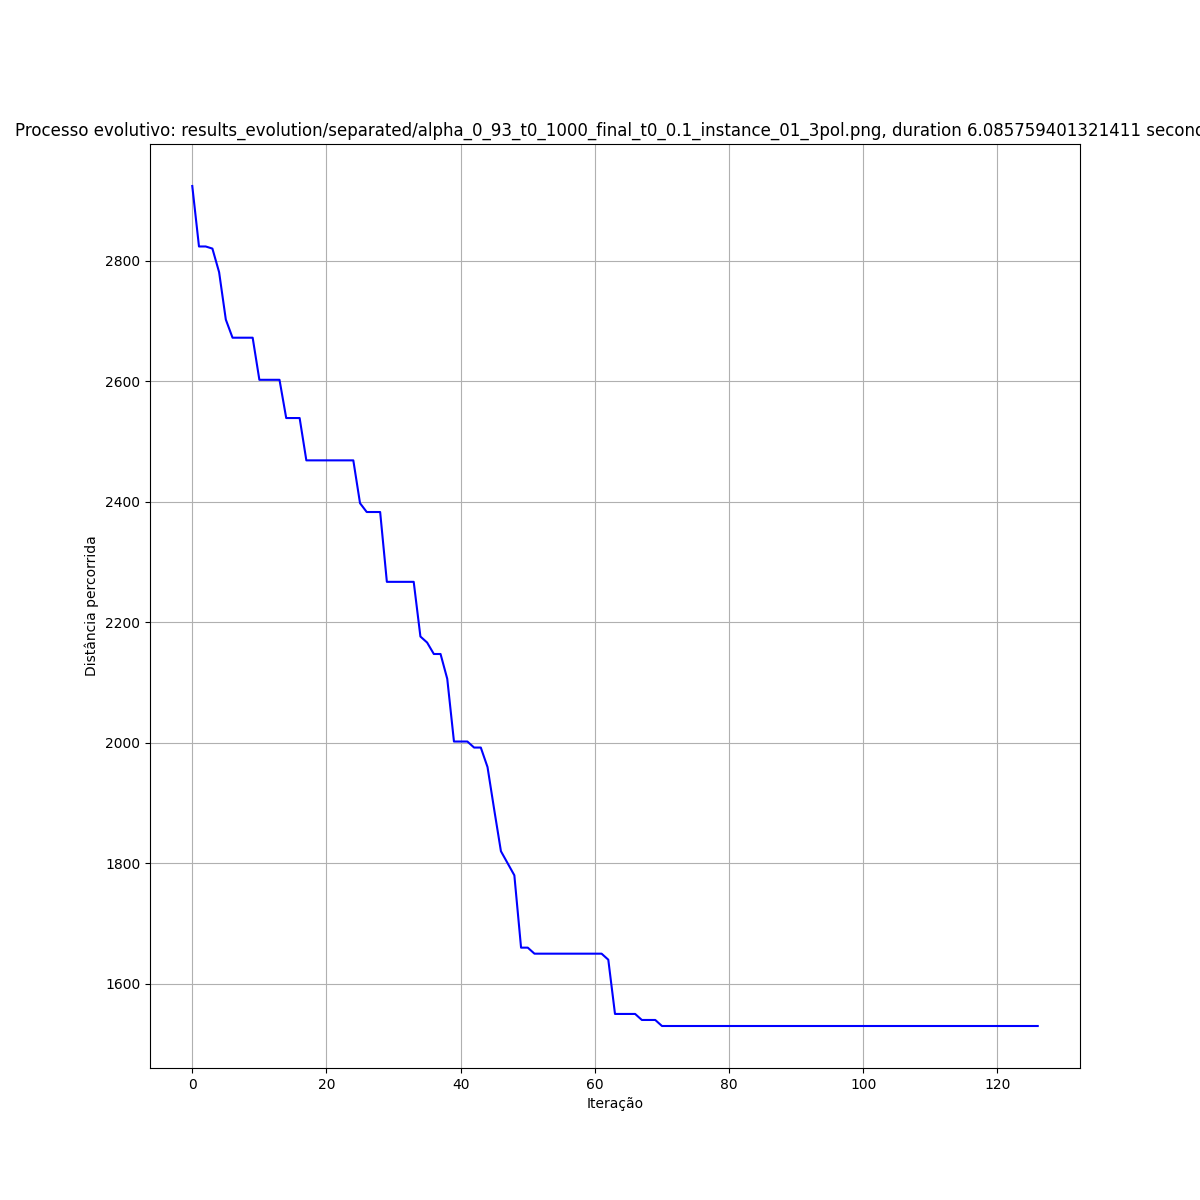 Processo evolutivo: results_evolution/separated/alpha_0_93_t0_1000_final_t0_0.1_instance_01_3pol.png, duration 6.085759401321411 secon
2800
2600
2400
2200
2000
1800
1600
Distância percorrida
0 20 40 60 80 100 120
Iteração